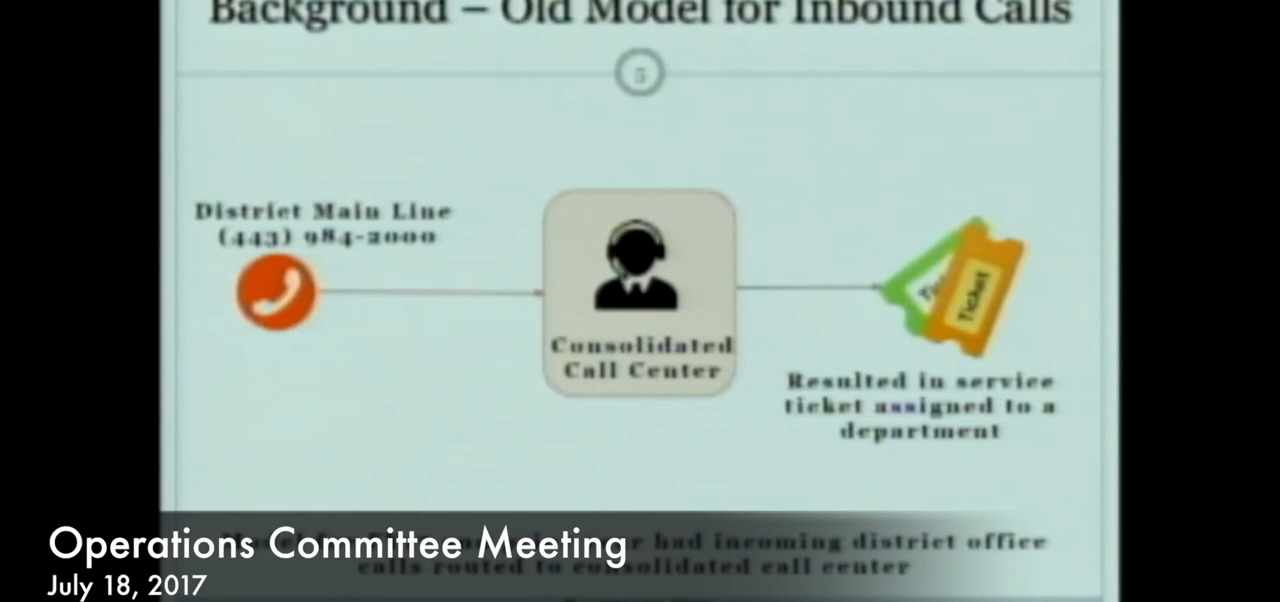 Background – Old Model for Inbound Calls
5
District Main Line
(443) 984-2000
Consolidated
Call Center
Ticket
Resulted in service
ticket assigned to a
department
had incoming district office
calls routed to consolidated call center
Operations Committee Meeting
July 18, 2017